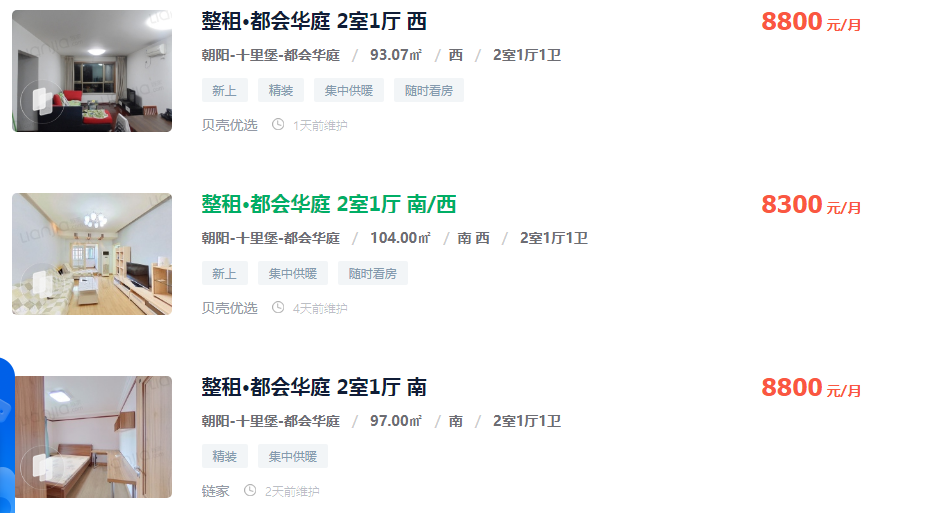 整租·都会华庭 2室1厅 西
8800 元/月
朝阳-十里堡-都会华庭 / 93.07㎡ / 西 / 2室1厅1卫
新上 精装 集中供暖 随时看房
贝壳优选 1天前维护
整租·都会华庭 2室1厅 南/西
8300 元/月
朝阳-十里堡-都会华庭 / 104.00㎡ / 南 西 / 2室1厅1卫
新上 集中供暖 随时看房
贝壳优选 4天前维护
整租·都会华庭 2室1厅 南
8800 元/月
朝阳-十里堡-都会华庭 / 97.00㎡ / 南 / 2室1厅1卫
精装 集中供暖
链家 2天前维护